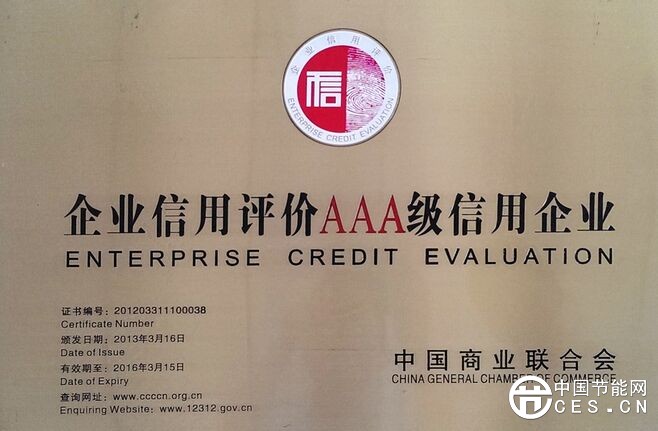 企业信用评价
信
ENTERPRISE CREDIT EVALUATION
企业信用评价AAA级信用企业
ENTERPRISE CREDIT EVALUATION
证书编号：201203311100038
Certificate Number
颁发日期：2013年3月16日
Date of Issue
有效期至：2016年3月15日
Date of Expiry
查询网址：www.ccccn.org.cn
Enquiring Website：www.12312.gov.cn
中国商业联合会
CHINA GENERAL CHAMBER OF COMMERCE
中国节能网
CES.CN